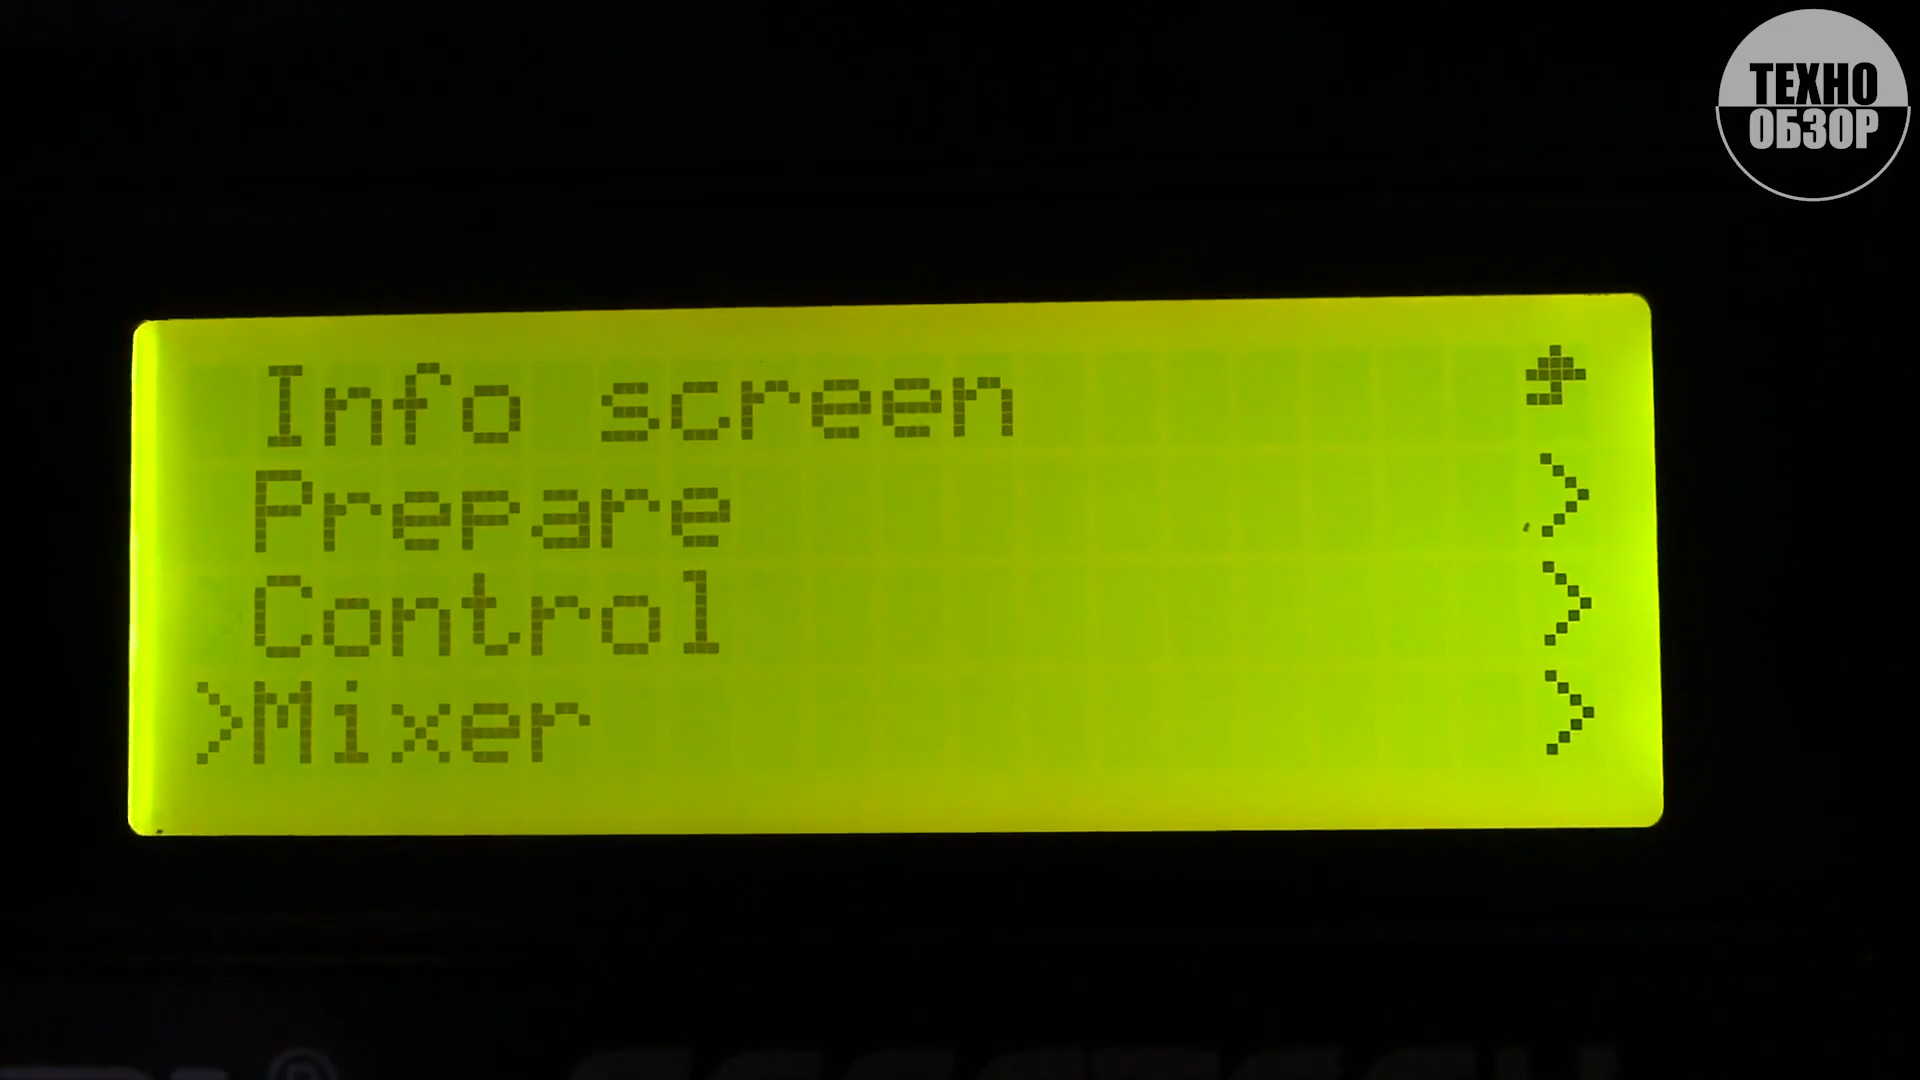 ТЕХНО
ОБЗОР
Info screen
Prepare >
Control >
>Mixer >